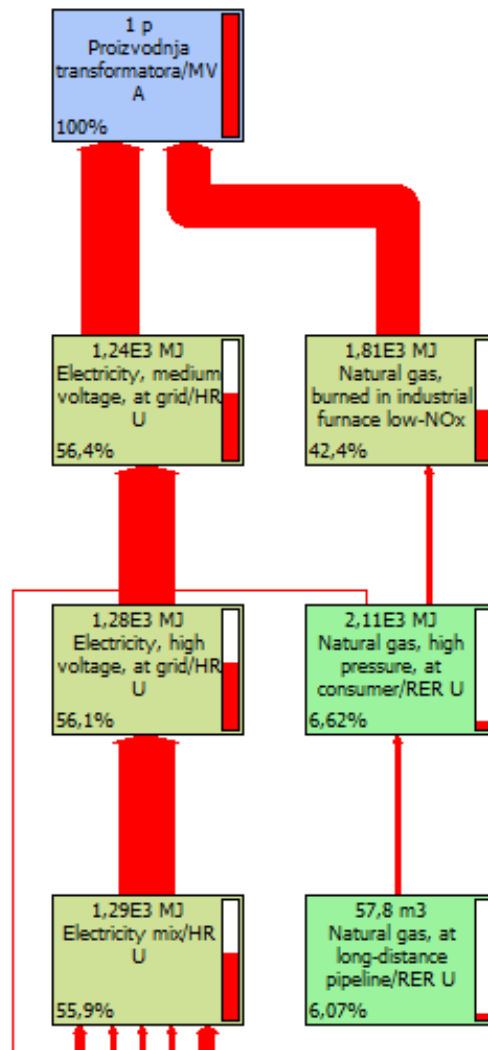 1 p
Proizvodnja
transformatora/MV
A
100%
1,24E3 MJ
Electricity, medium
voltage, at grid/HR
U
56,4%
1,81E3 MJ
Natural gas,
burned in industrial
furnace low-NOx
42,4%
1,28E3 MJ
Electricity, high
voltage, at grid/HR
U
56,1%
2,11E3 MJ
Natural gas, high
pressure, at
consumer/RER U
6,62%
1,29E3 MJ
Electricity mix/HR
U
55,9%
57,8 m3
Natural gas, at
long-distance
pipeline/RER U
6,07%